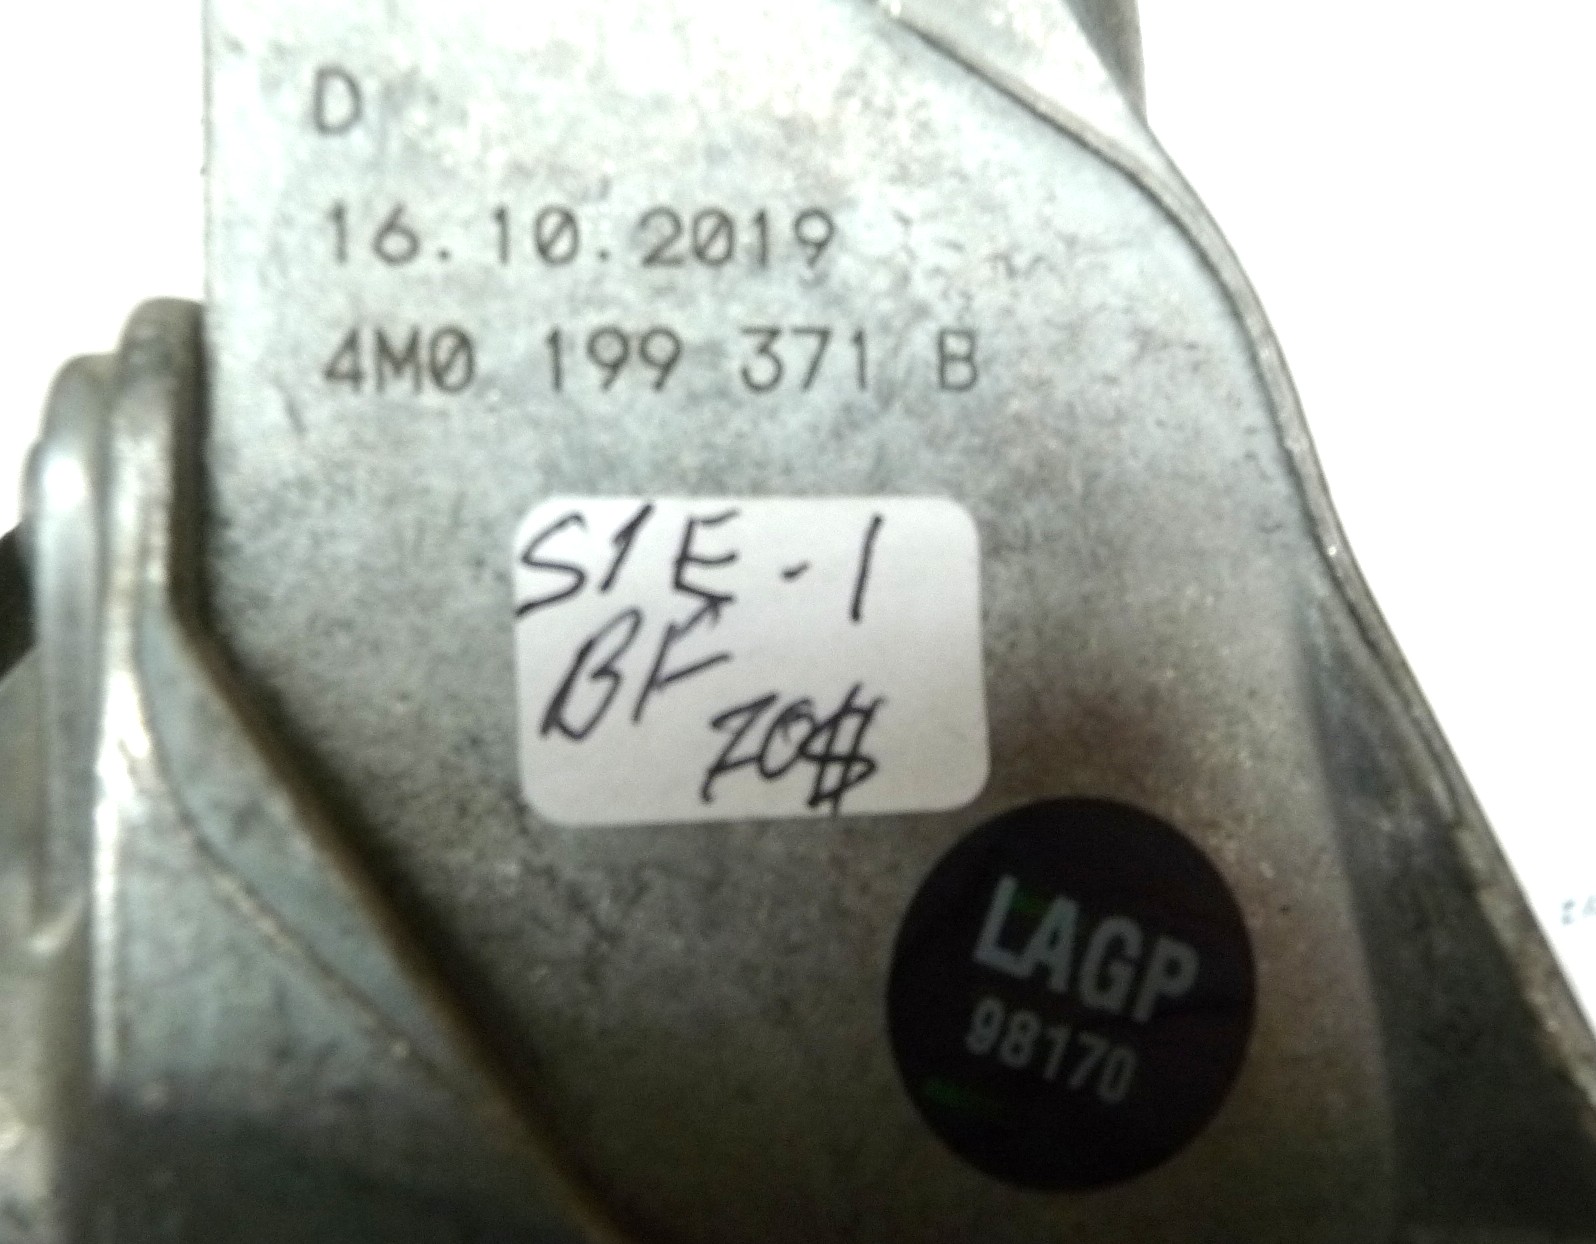 D
16.10.2019
4M0 199 371 B
S1E-1
BF
70$
LAGP
98170